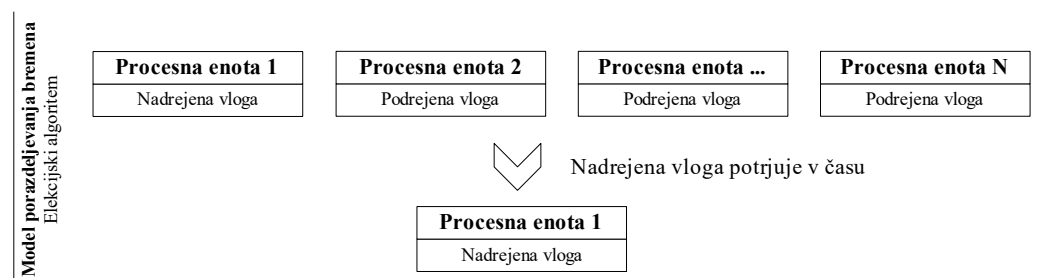 Model porazdeljevanja bremena
Elekcijski algoritem
Procesna enota 1
Nadrejena vloga
Procesna enota 2
Podrejena vloga
Procesna enota ...
Podrejena vloga
Procesna enota N
Podrejena vloga
Nadrejena vloga potrjuje v času
Procesna enota 1
Nadrejena vloga